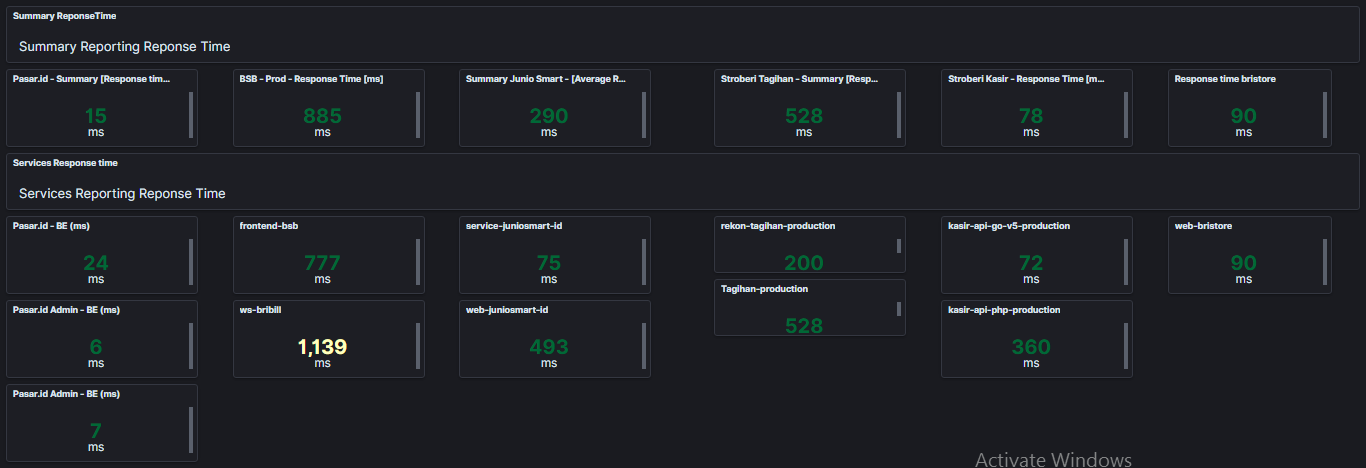 Summary ReponseTime
Summary Reporting Reponse Time
Pasar.id - Summary [Response tim...
15
ms
BSB - Prod - Response Time [ms]
885
ms
Summary Junio Smart - [Average R...
290
ms
Stroberi Tagihan - Summary [Resp...
528
ms
Stroberi Kasir - Response Time [m...
78
ms
Response time bristore
90
ms
Services Response time
Services Reporting Reponse Time
Pasar.id - BE (ms)
24
ms
frontend-bsb
777
ms
service-juniosmart-id
75
ms
rekon-tagihan-production
200
kasir-api-go-v5-production
72
ms
web-bristore
90
ms
Tagihan-production
528
Pasar.id Admin - BE (ms)
6
ms
ws-bribill
1,139
ms
web-juniosmart-id
493
ms
kasir-api-php-production
360
ms
Pasar.id Admin - BE (ms)
7
ms
Activate Windows